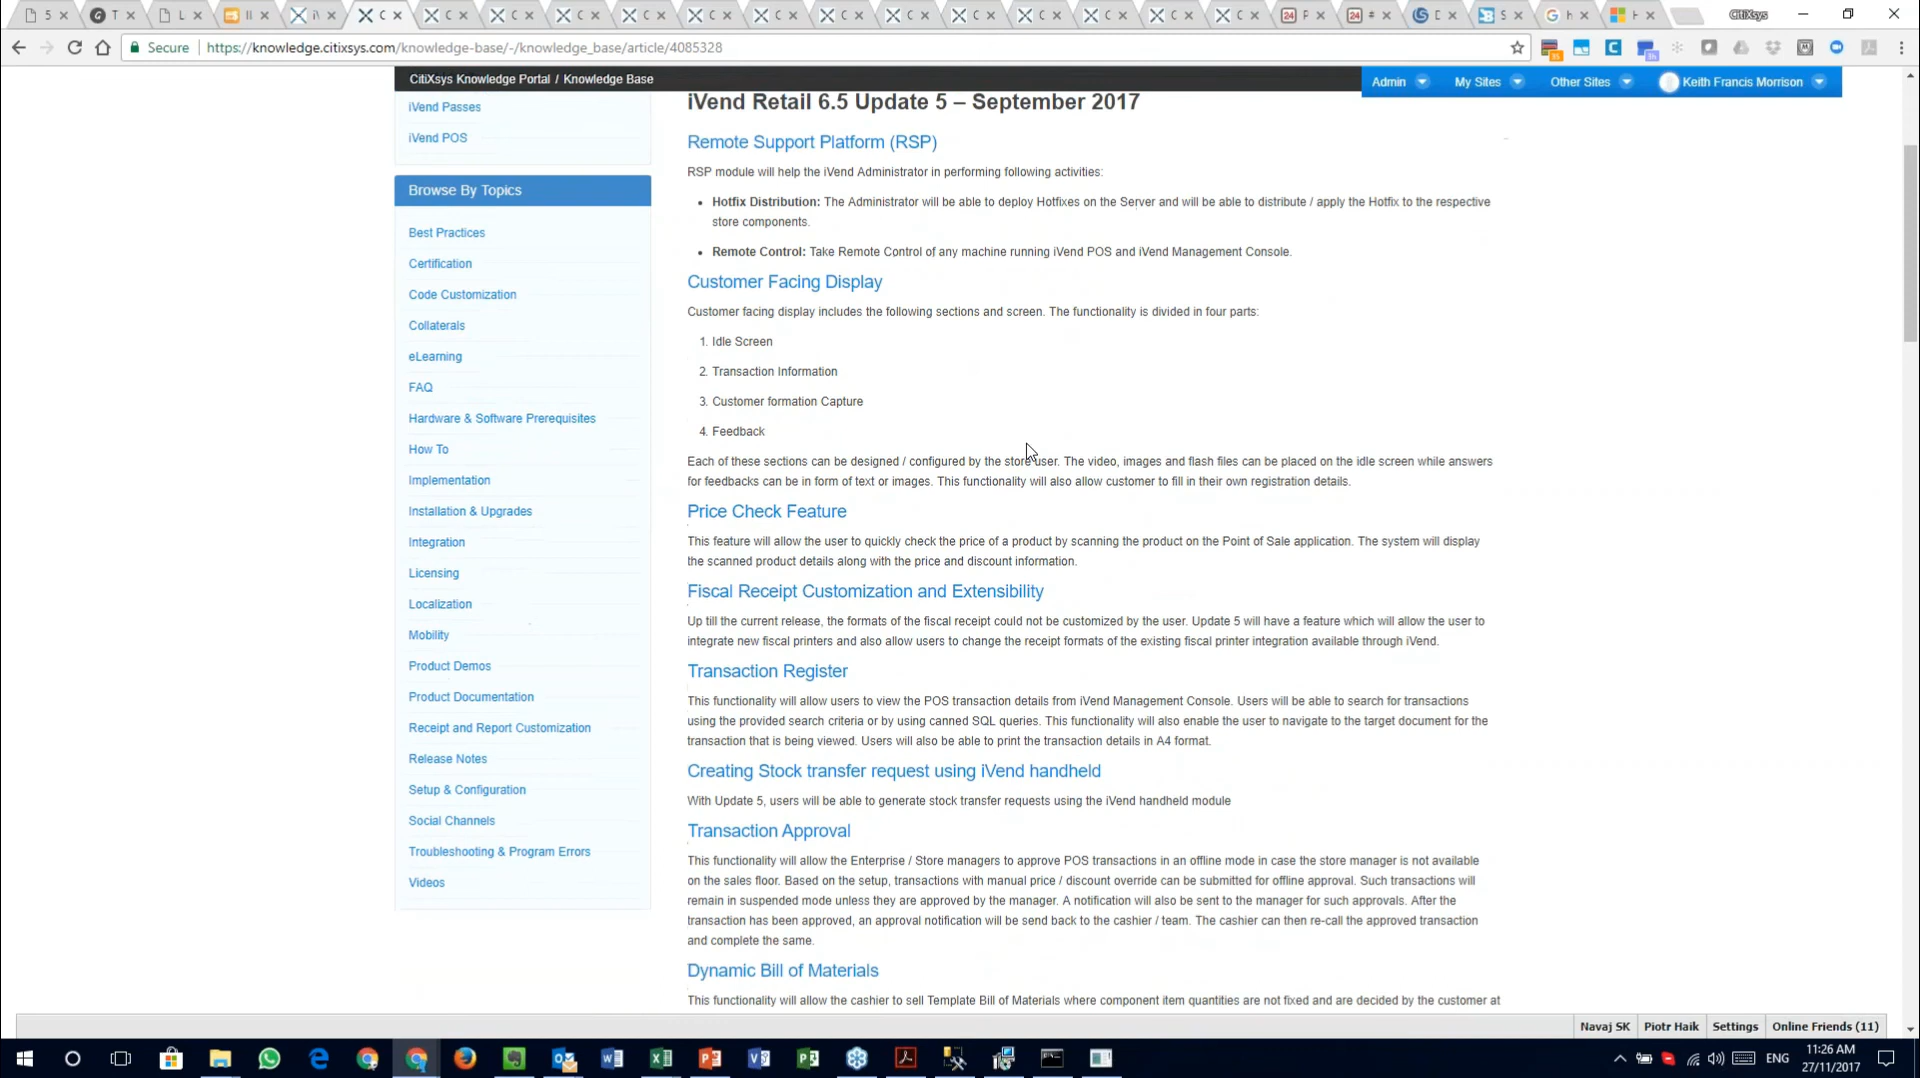 CitiXsys
Secure
https://knowledge.citixsys.com/knowledge-base/-/knowledge_base/article/4085328
CitiXsys Knowledge Portal / Knowledge Base
Admin
My Sites
Other Sites
Keith Francis Morrison
iVend Passes
iVend POS
Browse By Topics
Best Practices
Certification
Code Customization
Collaterals
eLearning
FAQ
Hardware & Software Prerequisites
How To
Implementation
Installation & Upgrades
Integration
Licensing
Localization
Mobility
Product Demos
Product Documentation
Receipt and Report Customization
Release Notes
Setup & Configuration
Social Channels
Troubleshooting & Program Errors
Videos
iVend Retail 6.5 Update 5 – September 2017
Remote Support Platform (RSP)
RSP module will help the iVend Administrator in performing following activities:
• Hotfix Distribution: The Administrator will be able to deploy Hotfixes on the Server and will be able to distribute / apply the Hotfix to the respective
store components.
• Remote Control: Take Remote Control of any machine running iVend POS and iVend Management Console.
Customer Facing Display
Customer facing display includes the following sections and screen. The functionality is divided in four parts:
1. Idle Screen
2. Transaction Information
3. Customer formation Capture
4. Feedback
Each of these sections can be designed / configured by the store user. The video, images and flash files can be placed on the idle screen while answers
for feedbacks can be in form of text or images. This functionality will also allow customer to fill in their own registration details.
Price Check Feature
This feature will allow the user to quickly check the price of a product by scanning the product on the Point of Sale application. The system will display
the scanned product details along with the price and discount information.
Fiscal Receipt Customization and Extensibility
Up till the current release, the formats of the fiscal receipt could not be customized by the user. Update 5 will have a feature which will allow the user to
integrate new fiscal printers and also allow users to change the receipt formats of the existing fiscal printer integration available through iVend.
Transaction Register
This functionality will allow users to view the POS transaction details from iVend Management Console. Users will be able to search for transactions
using the provided search criteria or by using canned SQL queries. This functionality will also enable the user to navigate to the target document for the
transaction that is being viewed. Users will also be able to print the transaction details in A4 format.
Creating Stock transfer request using iVend handheld
With Update 5, users will be able to generate stock transfer requests using the iVend handheld module
Transaction Approval
This functionality will allow the Enterprise / Store managers to approve POS transactions in an offline mode in case the store manager is not available
on the sales floor. Based on the setup, transactions with manual price / discount override can be submitted for offline approval. Such transactions will
remain in suspended mode unless they are approved by the manager. A notification will also be sent to the manager for such approvals. After the
transaction has been approved, an approval notification will be send back to the cashier / team. The cashier can then re-call the approved transaction
and complete the same.
Dynamic Bill of Materials
This functionality will allow the cashier to sell Template Bill of Materials where component item quantities are not fixed and are decided by the customer at
Navaj SK
Piotr Haik
Settings
Online Friends (11)
ENG
11:26 AM
27/11/2017